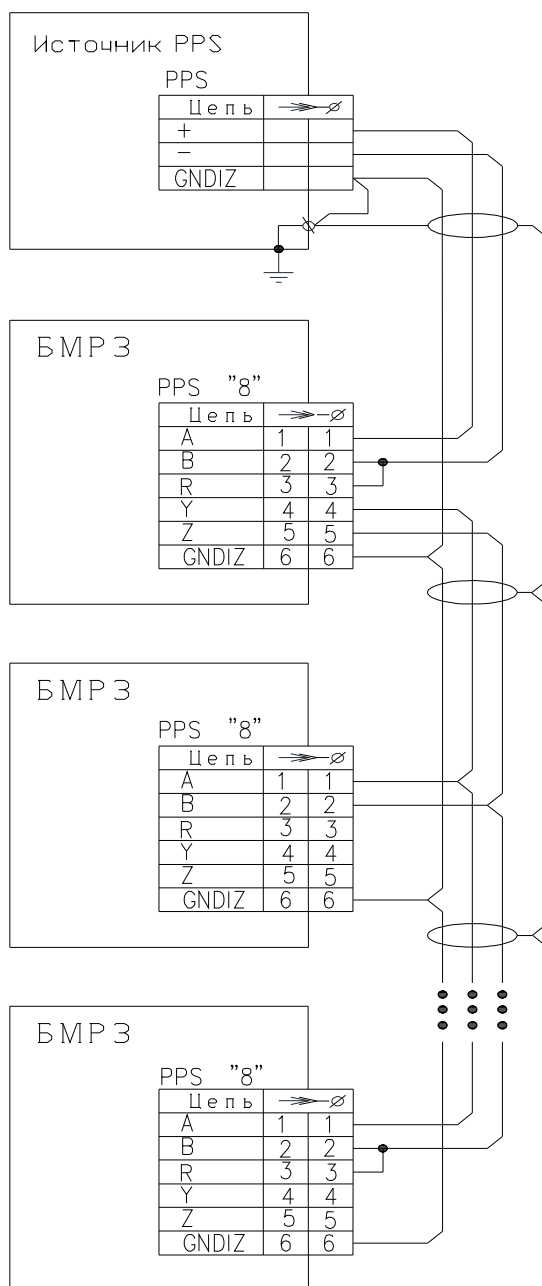 Источник PPS
PPS
Цепь
+
−
GNDIZ
БМРЗ
PPS "8"
Цепь
A 1 1
B 2 2
R 3 3
Y 4 4
Z 5 5
GNDIZ 6 6
БМРЗ
PPS "8"
Цепь
A 1 1
B 2 2
R 3 3
Y 4 4
Z 5 5
GNDIZ 6 6
БМРЗ
PPS "8"
Цепь
A 1 1
B 2 2
R 3 3
Y 4 4
Z 5 5
GNDIZ 6 6